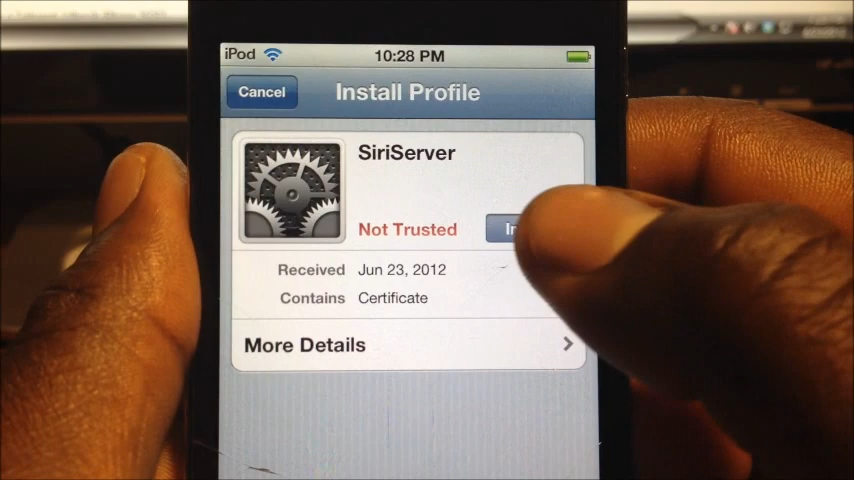 iPod 10:28 PM
Cancel Install Profile
SiriServer
Not Trusted
Received Jun 23, 2012
Contains Certificate
More Details